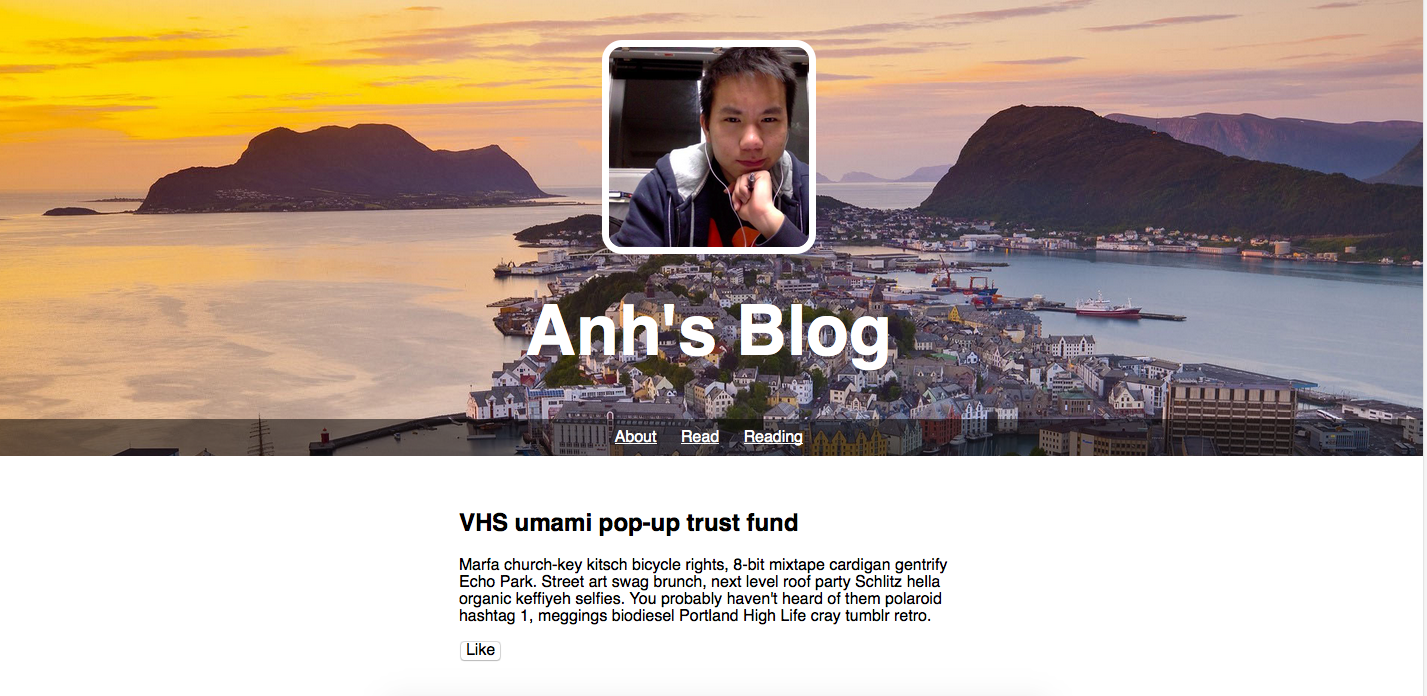 Anh's Blog
About Read Reading
VHS umami pop-up trust fund
Marfa church-key kitsch bicycle rights, 8-bit mixtape cardigan gentrify
Echo Park. Street art swag brunch, next level roof party Schlitz hella
organic keffiyeh selfies. You probably haven't heard of them polaroid
hashtag 1, meggings biodiesel Portland High Life cray tumblr retro.
Like